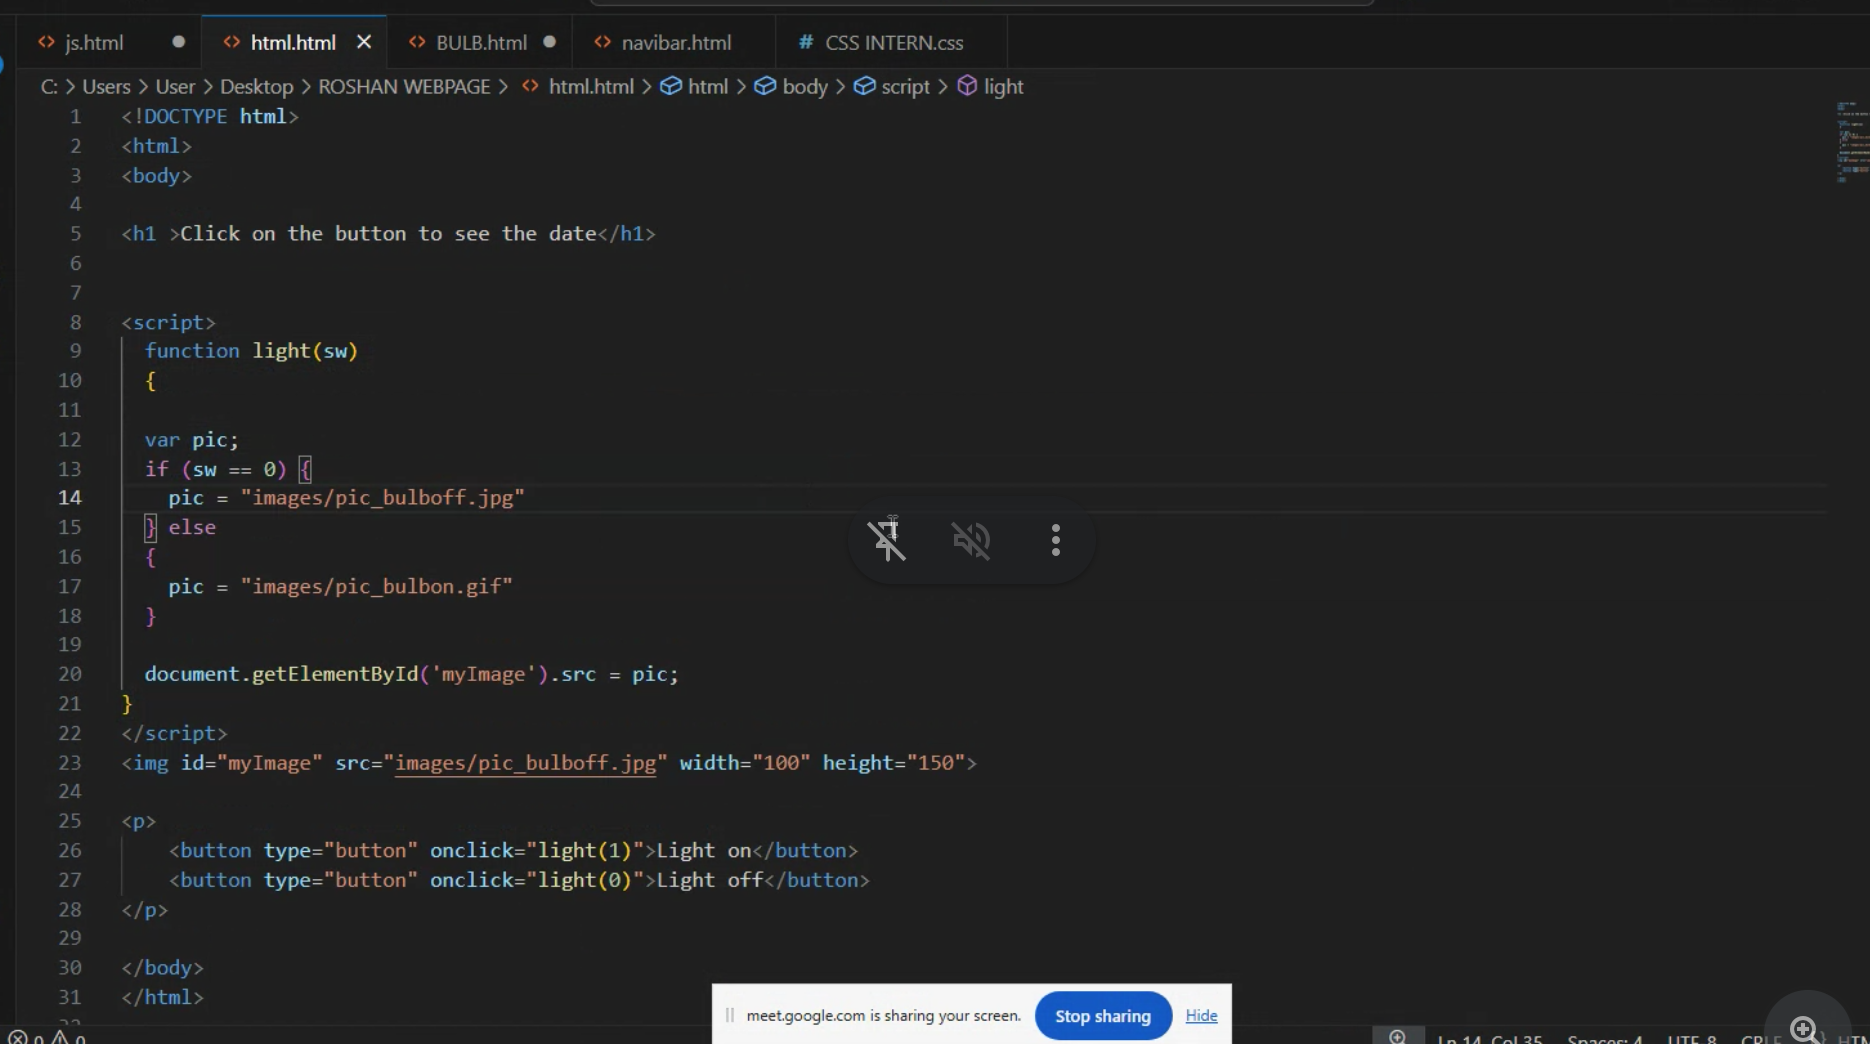 js.html html.html BULB.html navibar.html # CSS INTERN.css
C: > Users > User > Desktop > ROSHAN WEBPAGE > html.html > html > body > script > light
1 <!DOCTYPE html>
2 <html>
3 <body>
4
5 <h1 >Click on the button to see the date</h1>
6
7
8 <script>
9 function light(sw)
10 {
11
12 var pic;
13 if (sw == 0) {
14 pic = "images/pic_bulboff.jpg"
15 } else
16 {
17 pic = "images/pic_bulbon.gif"
18 }
19
20 document.getElementById('myImage').src = pic;
21 }
22 </script>
23 <img id="myImage" src="images/pic_bulboff.jpg" width="100" height="150">
24
25 <p>
26 <button type="button" onclick="light(1)">Light on</button>
27 <button type="button" onclick="light(0)">Light off</button>
28 </p>
29
30 </body>
31 </html>
meet.google.com is sharing your screen. Stop sharing Hide
0 0 Ln 14, Col 35 Spaces: 4 UTF-8 CRLF